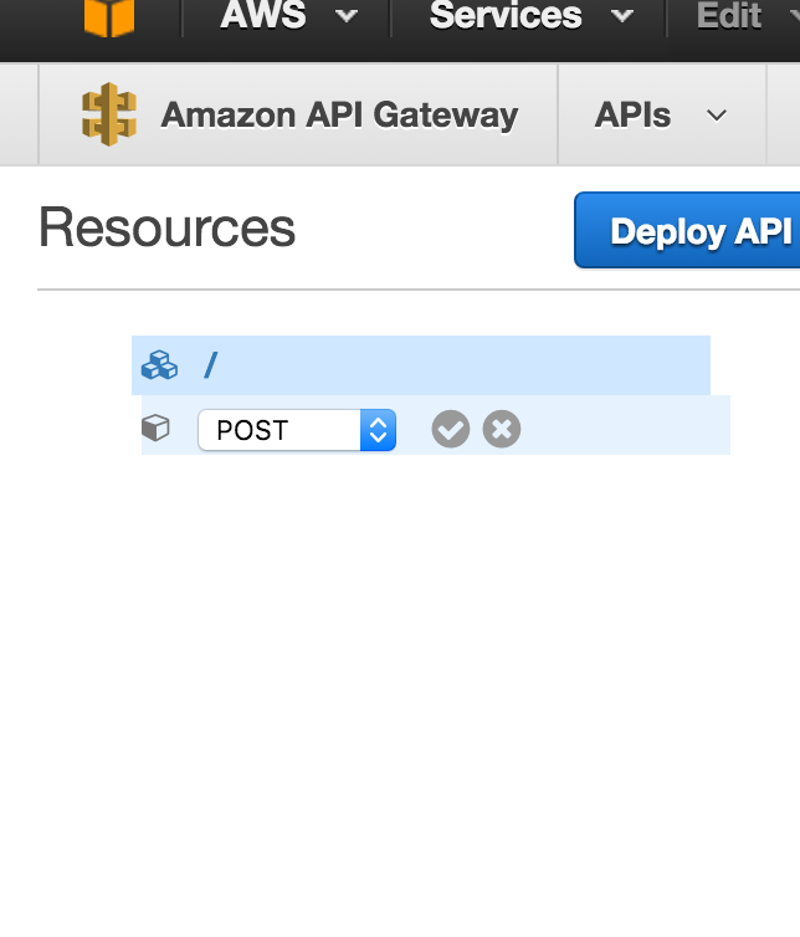 AWS Services Edit
Amazon API Gateway APIs
Resources Deploy API
/
POST